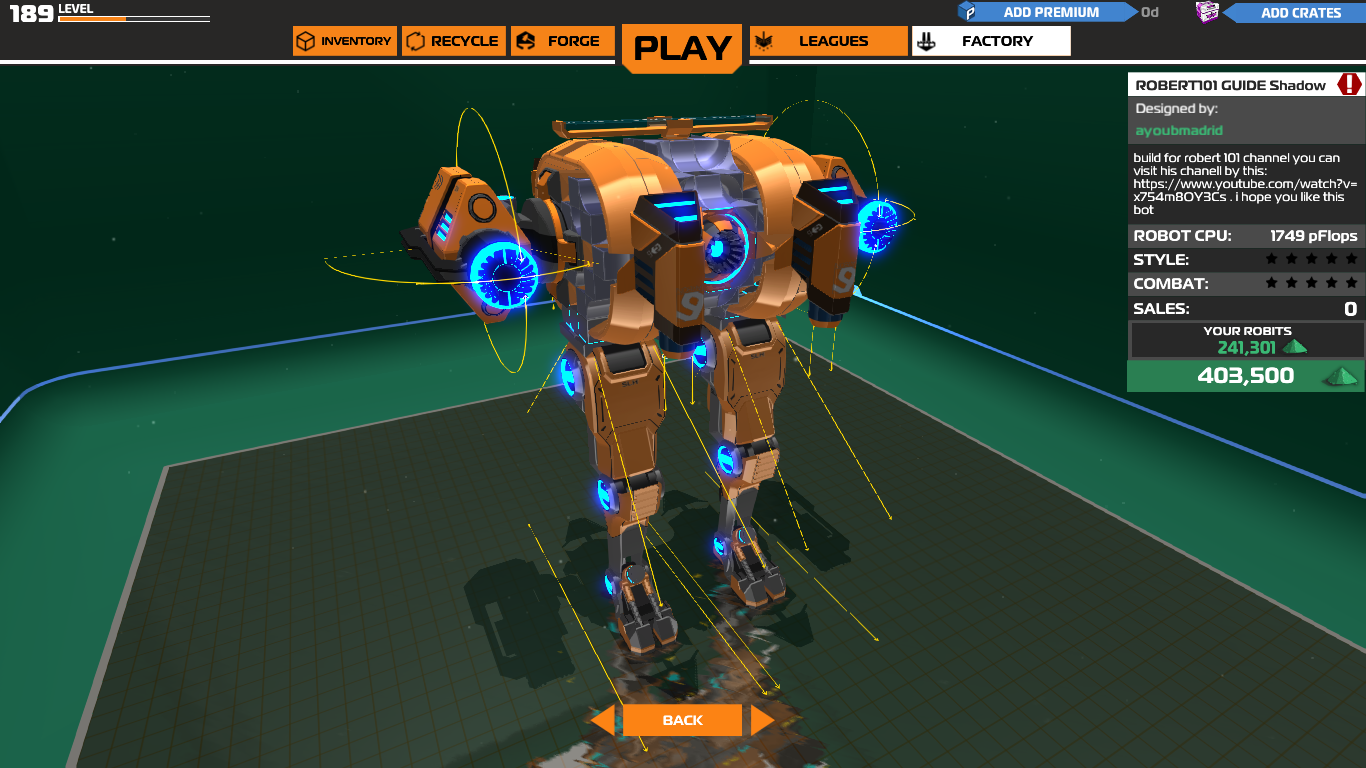 189 LEVEL
ADD PREMIUM 0d
ADD CRATES
INVENTORY
RECYCLE
FORGE
PLAY
LEAGUES
FACTORY
ROBERT101 GUIDE Shadow
Designed by:
ayoubmadrid
build for robert 101 channel you can
visit his chanell by this:
https://www.youtube.com/watch?v=
x754m8OY3Cs . i hope you like this
bot
ROBOT CPU: 1749 pFlops
STYLE:
COMBAT:
SALES: 0
YOUR ROBITS
241,301
403,500
9
9
BACK